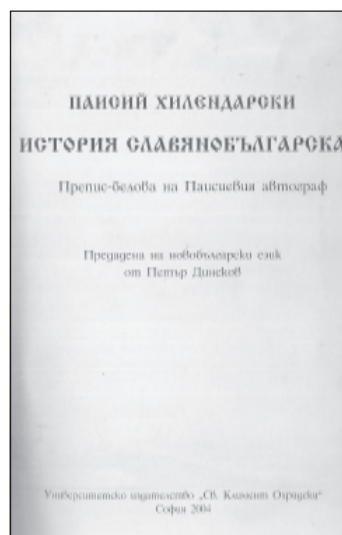 ПАИСИЙ ХИЛЕНДАРСКИ
ИСТОРИЯ СЛАВЯНОБЪЛГАРСКА
Препис-белова на Паисиевия автограф
Предадена на новобългарски език
от Петър Динеков
Университетско издателство „Св. Климент Охридски“
София 2004